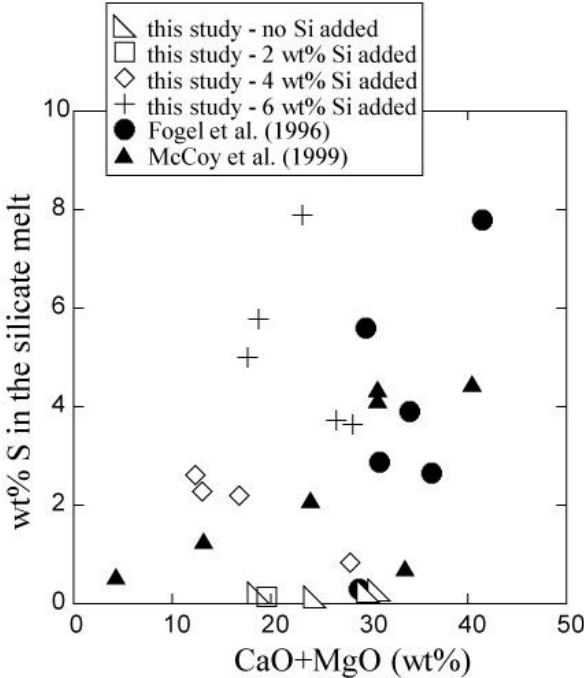 this study - no Si added
this study - 2 wt% Si added
this study - 4 wt% Si added
this study - 6 wt% Si added
Fogel et al. (1996)
McCoy et al. (1999)
10
8
6
4
2
0
wt% S in the silicate melt
0 10 20 30 40 50
CaO+MgO (wt%)